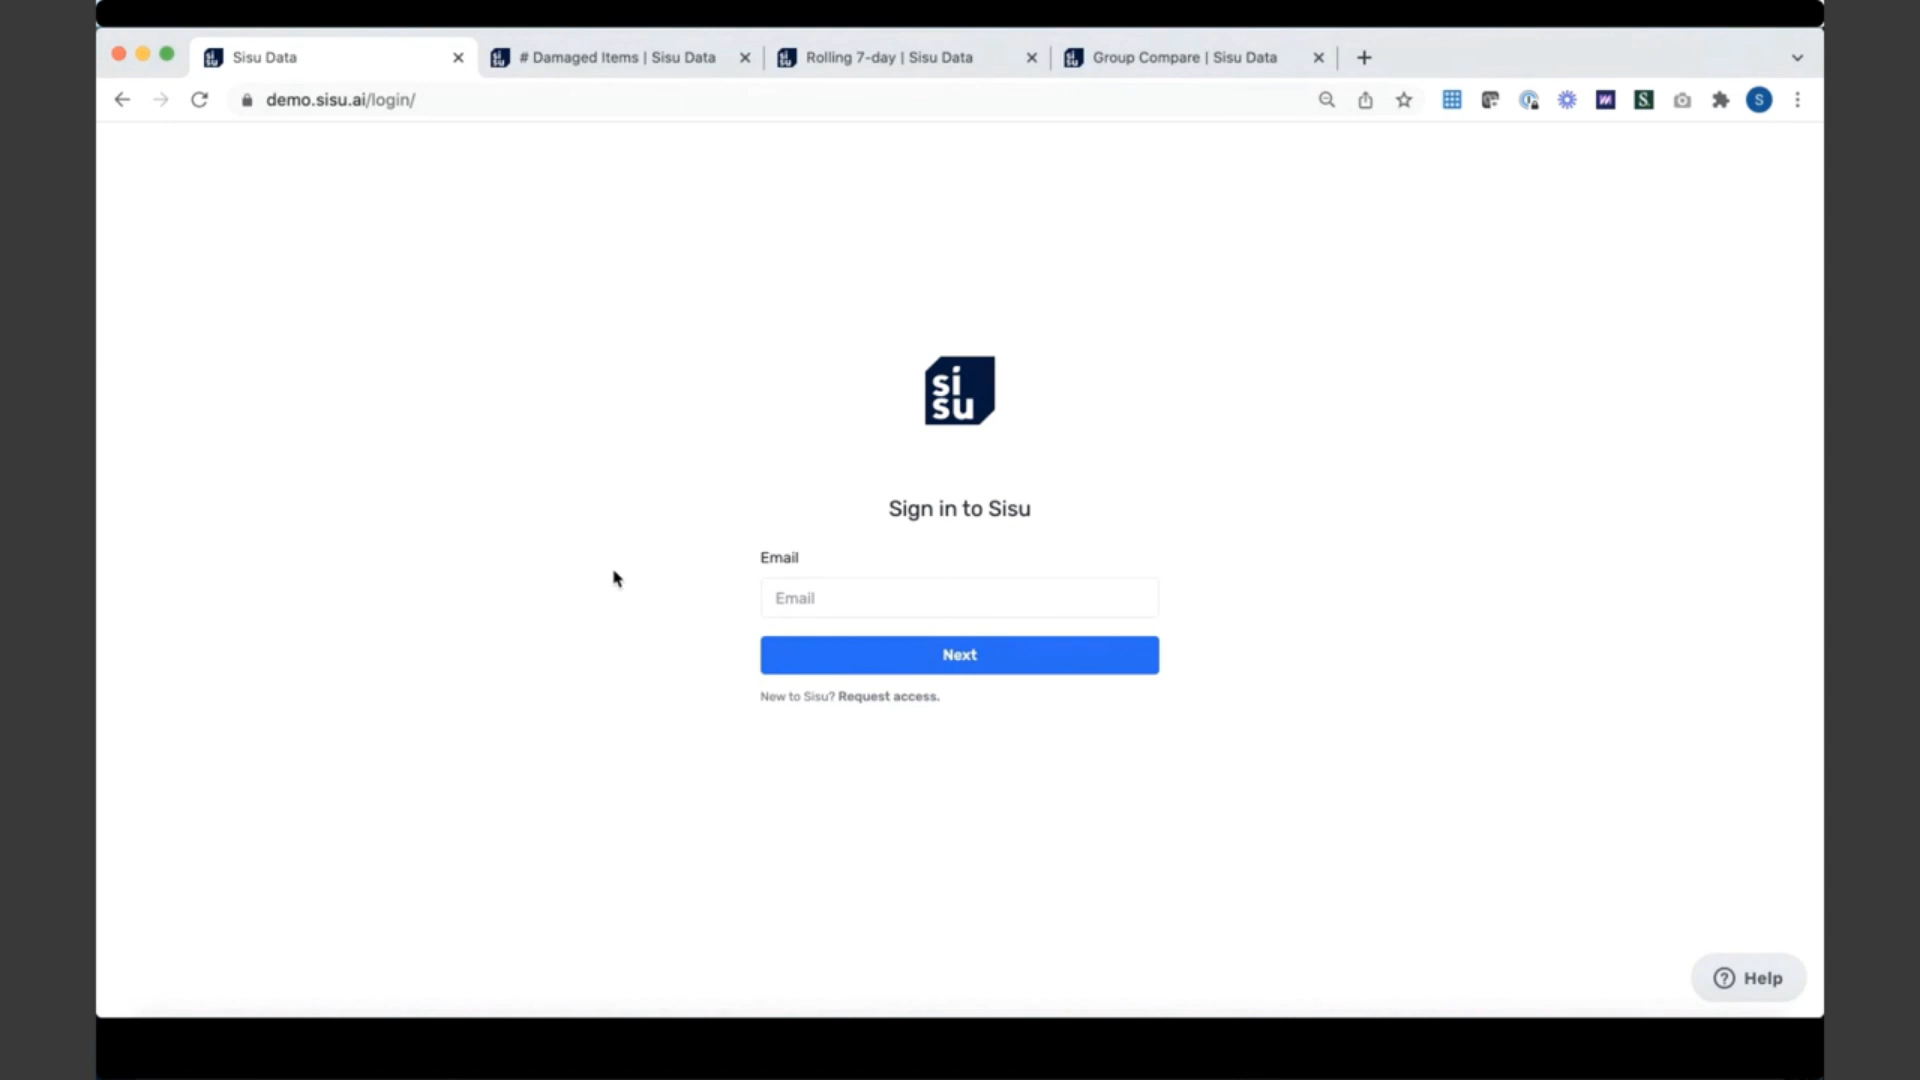 Sisu Data
# Damaged Items | Sisu Data
Rolling 7-day | Sisu Data
Group Compare | Sisu Data
demo.sisu.ai/login/
S
si
su
Sign in to Sisu
Email
Email
Next
New to Sisu? Request access.
Help